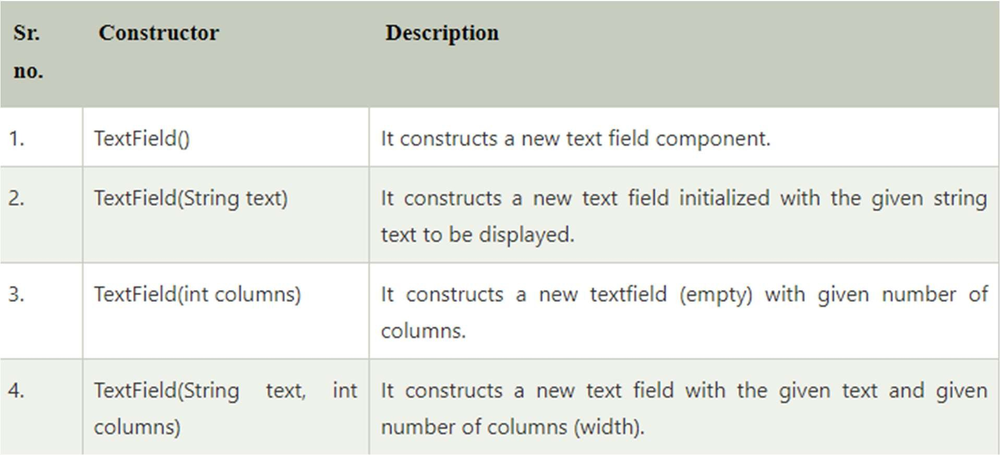 Sr. Constructor Description
no.
1. TextField() It constructs a new text field component.
2. TextField(String text) It constructs a new text field initialized with the given string
text to be displayed.
3. TextField(int columns) It constructs a new textfield (empty) with given number of
columns.
4. TextField(String text, int It constructs a new text field with the given text and given
columns) number of columns (width).